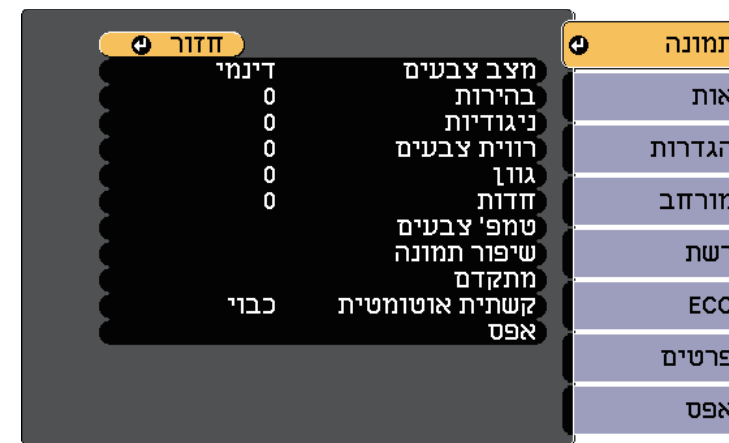 חזור
מצב צבעים דינמי
בהירות 0
ניגודיות 0
רווית צבעים 0
גוון 0
חדות 0
טמפ' צבעים
שיפור תמונה
מתקדם
קשתית אוטומטית כבוי
אפס
תמונה
אות
הגדרות
מורחב
רשת
ECO
פרטים
אפס